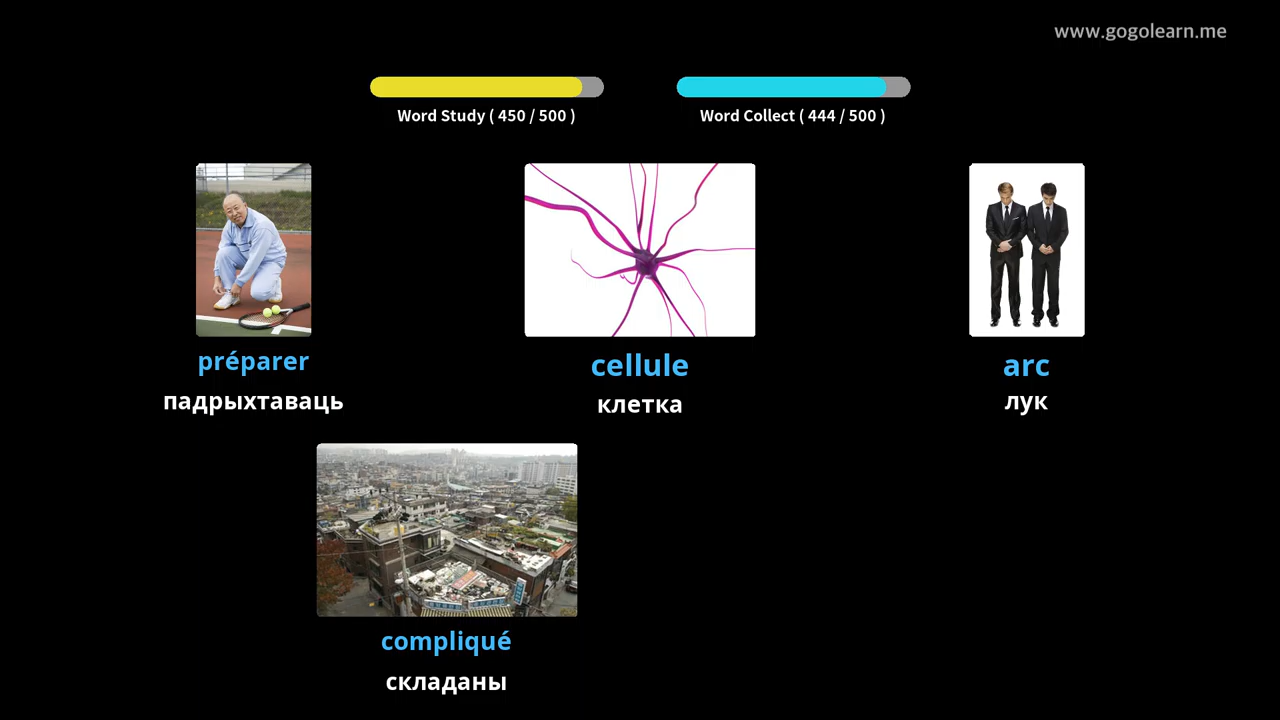 www.gogolearn.me
Word Study ( 450 / 500 )
Word Collect ( 444 / 500 )
préparer
падрыхтаваць
cellule
клетка
arc
лук
compliqué
складаны